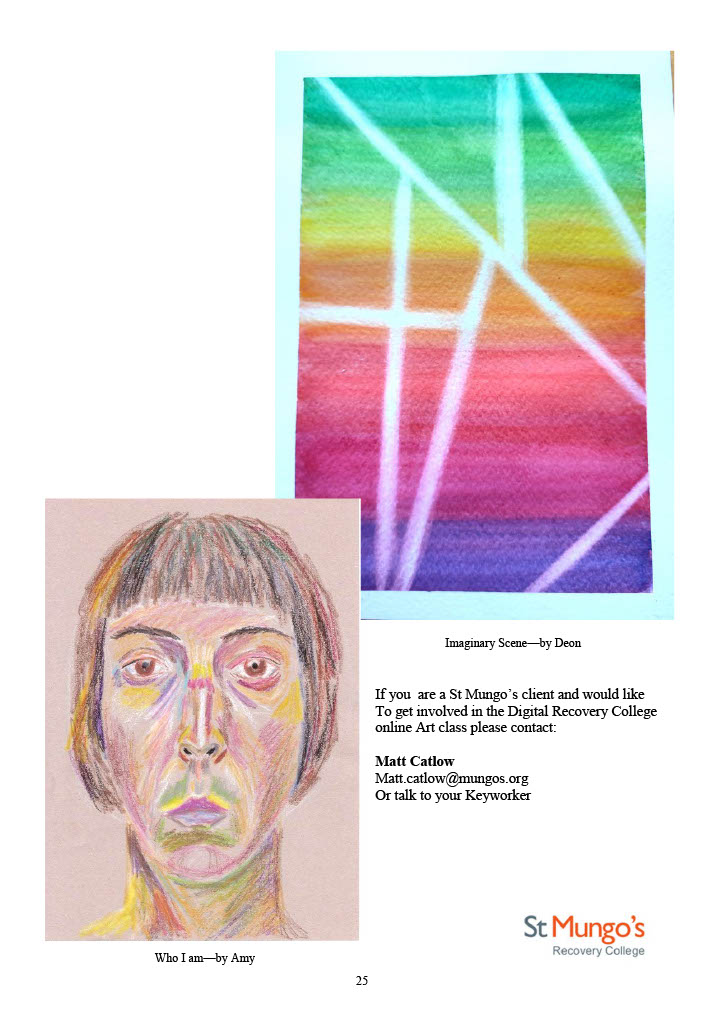 Imaginary Scene—by Deon
If you  are a St Mungo’s client and would like
To get involved in the Digital Recovery College
online Art class please contact:
Matt Catlow
Matt.catlow@mungos.org
Or talk to your Keyworker
St Mungo’s
Recovery College
Who I am—by Amy
25